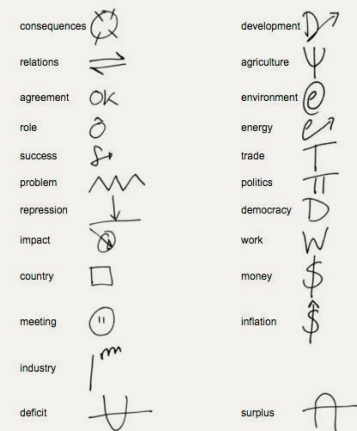 consequences
relations
agreement OK
role
success
problem
repression
impact
country
meeting
industry
deficit
development D
agriculture Ψ
environment e
energy e
trade T
politics π
democracy D
work W
money $
inflation $
surplus